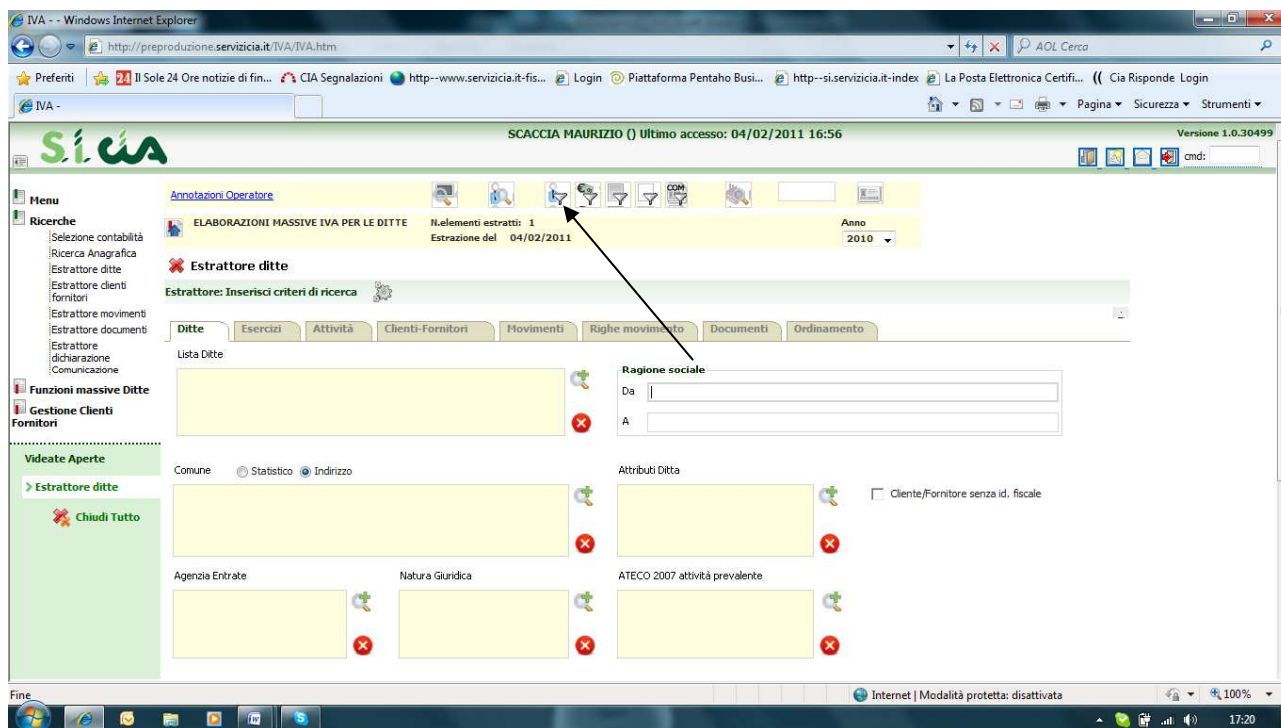 IVA - - Windows Internet Explorer
http://preproduzione.servizicia.it/IVA/IVA.htm
AOL Cerca
Preferiti
24 Il Sole 24 Ore notizie di fin...
CIA Segnalazioni
http--www.servizicia.it-fis...
Login
Piattaforma Pentaho Busi...
http--si.servizicia.it-index
La Posta Elettronica Certifi...
Cia Risponde Login
IVA -
Pagina
Sicurezza
Strumenti
S.í.cia
SCACCIA MAURIZIO () Ultimo accesso: 04/02/2011 16:56
Versione 1.0.30499
cmd:
Menu
Ricerche
Selezione contabilità
Ricerca Anagrafica
Estrattore ditte
Estrattore clienti
fornitori
Estrattore movimenti
Estrattore documenti
Estrattore
dichiarazione
Comunicazione
Funzioni massive Ditte
Gestione Clienti
Fornitori
Videate Aperte
Estrattore ditte
Chiudi Tutto
Annotazioni Operatore
COM
ELABORAZIONI MASSIVE IVA PER LE DITTE
N.elementi estratti: 1
Estrazione del 04/02/2011
Anno
2010
Estrattore ditte
Estrattore: Inserisci criteri di ricerca
Ditte
Esercizi
Attività
Clienti-Fornitori
Movimenti
Righe movimento
Documenti
Ordinamento
Lista Ditte
Ragione sociale
Da
A
Comune
Statistico
Indirizzo
Attributi Ditta
Cliente/Fornitore senza id. fiscale
Agenzia Entrate
Natura Giuridica
ATECO 2007 attività prevalente
Fine
Internet | Modalità protetta: disattivata
100%
17:20